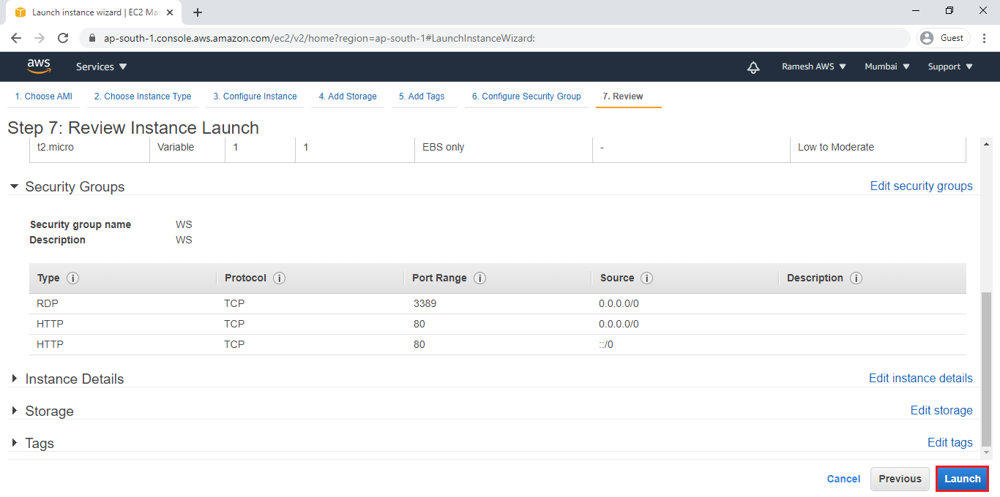 Launch instance wizard | EC2 Mar
ap-south-1.console.aws.amazon.com/ec2/v2/home?region=ap-south-1#LaunchInstanceWizard:
Guest
aws Services Ramesh AWS Mumbai Support
1. Choose AMI 2. Choose Instance Type 3. Configure Instance 4. Add Storage 5. Add Tags 6. Configure Security Group 7. Review
Step 7: Review Instance Launch
t2.micro Variable 1 1 EBS only - Low to Moderate
Security Groups Edit security groups
Security group name WS
Description WS
Type Protocol Port Range Source Description
RDP TCP 3389 0.0.0.0/0
HTTP TCP 80 0.0.0.0/0
HTTP TCP 80 ::/0
Instance Details Edit instance details
Storage Edit storage
Tags Edit tags
Cancel Previous Launch